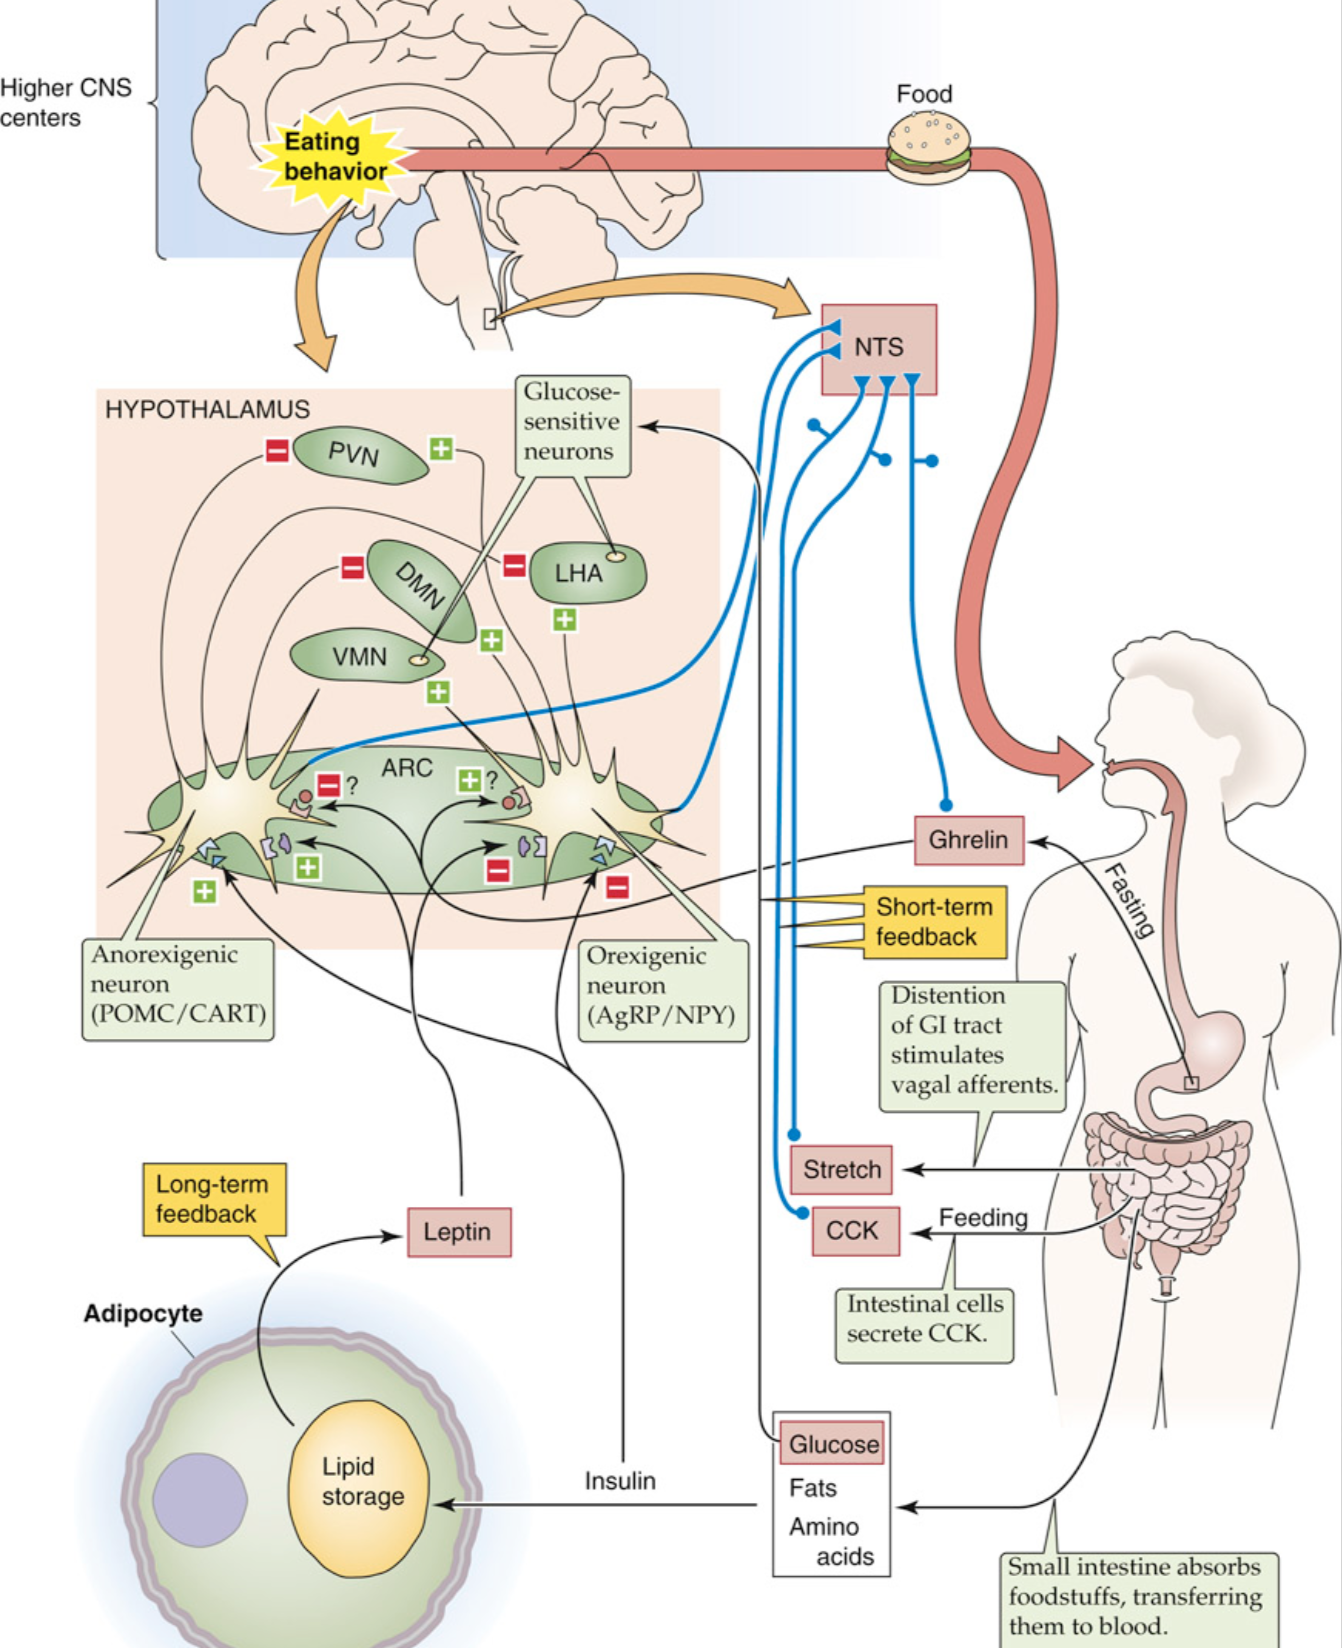 Higher CNS
centers
Food
Eating
behavior
NTS
HYPOTHALAMUS
Glucose-
sensitive
neurons
PVN
DMN
LHA
VMN
ARC
?
?
Ghrelin
Fasting
Short-term
feedback
Anorexigenic
neuron
(POMC/CART)
Orexigenic
neuron
(AgRP/NPY)
Distention
of GI tract
stimulates
vagal afferents.
Stretch
Long-term
feedback
Leptin
CCK
Feeding
Intestinal cells
secrete CCK.
Adipocyte
Lipid
storage
Insulin
Glucose
Fats
Amino
acids
Small intestine absorbs
foodstuffs, transferring
them to blood.